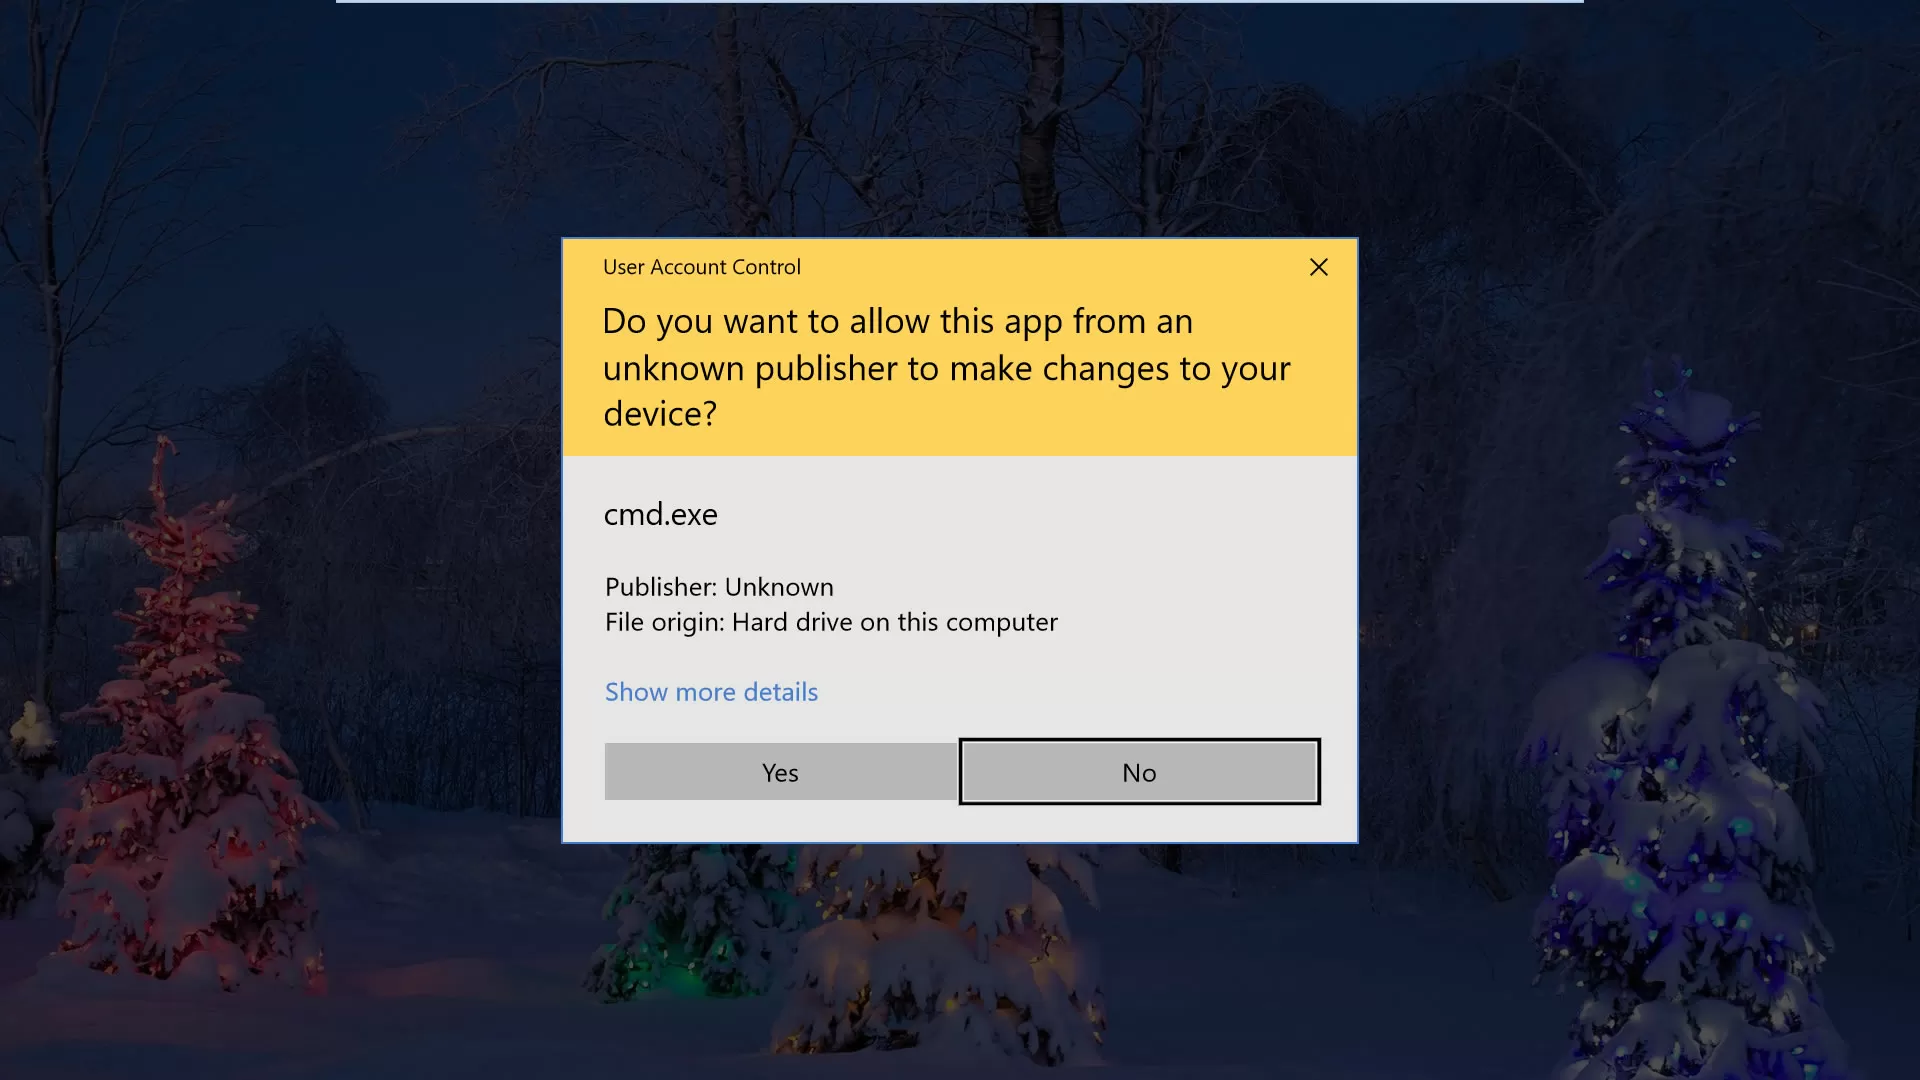 User Account Control
Do you want to allow this app from an
unknown publisher to make changes to your
device?
cmd.exe
Publisher: Unknown
File origin: Hard drive on this computer
Show more details
Yes
No